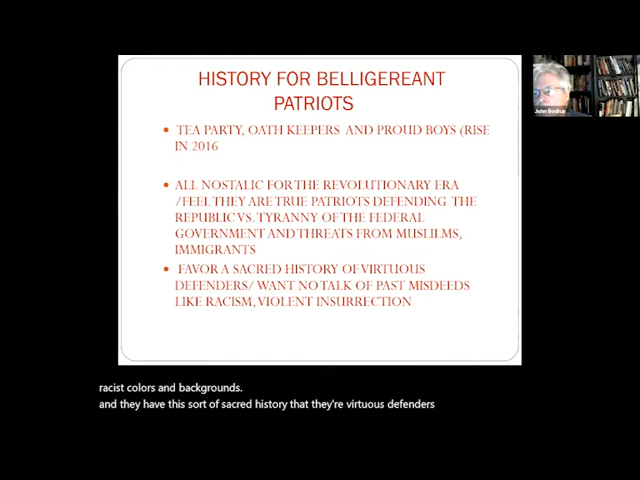 HISTORY FOR BELLIGEREANT
PATRIOTS
• TEA PARTY, OATH KEEPERS AND PROUD BOYS (RISE
IN 2016
• ALL NOSTALIC FOR THE REVOLUTIONARY ERA
/FEEL THEY ARE TRUE PATRIOTS DEFENDING THE
REPUBLIC VS. TYRANNY OF THE FEDERAL
GOVERNMENT AND THREATS FROM MUSLILMS,
IMMIGRANTS
• FAVOR A SACRED HISTORY OF VIRTUOUS
DEFENDERS/ WANT NO TALK OF PAST MISDEEDS
LIKE RACISM, VIOLENT INSURRECTION
John Bodnar
racist colors and backgrounds.
and they have this sort of sacred history that they're virtuous defenders